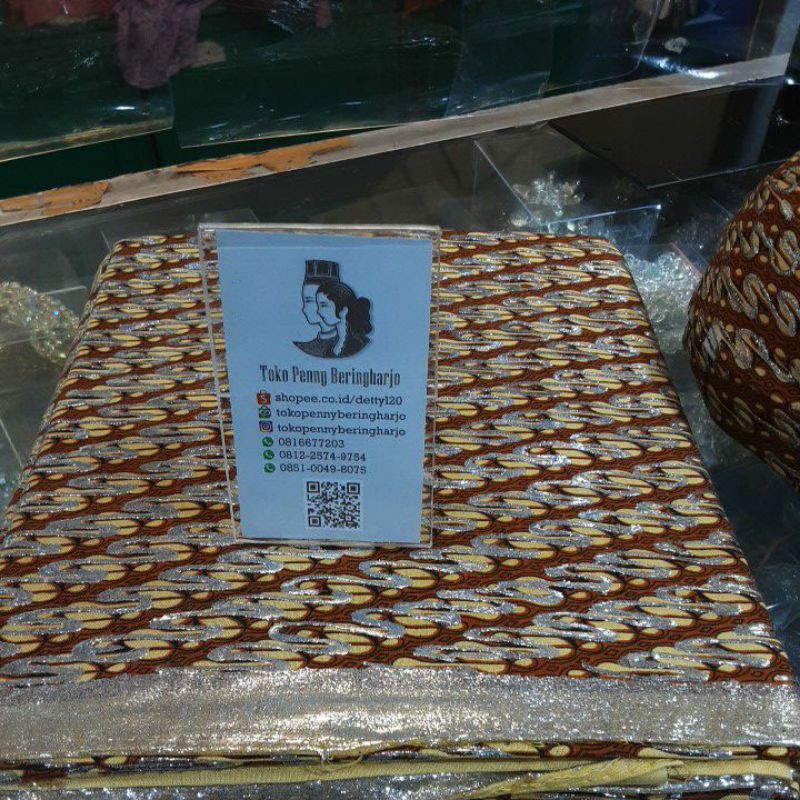 Toko Penny Beringharjo
shopee.co.id/detty120
tokopennyberingharjo
tokopennyberingharjo
0816677203
0812-2574-9754
0851-0049-8075